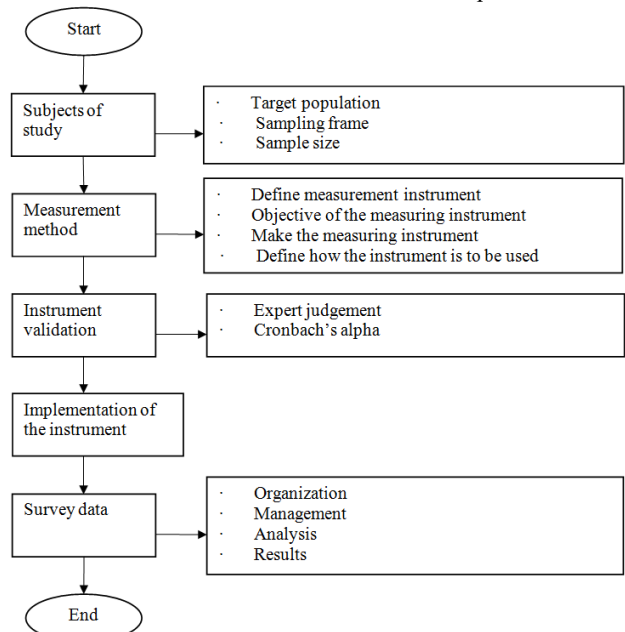 Start
Subjects of
study
· Target population
· Sampling frame
· Sample size
Measurement
method
· Define measurement instrument
· Objective of the measuring instrument
· Make the measuring instrument
· Define how the instrument is to be used
Instrument
validation
· Expert judgement
· Cronbach's alpha
Implementation of
the instrument
Survey data
· Organization
· Management
· Analysis
· Results
End